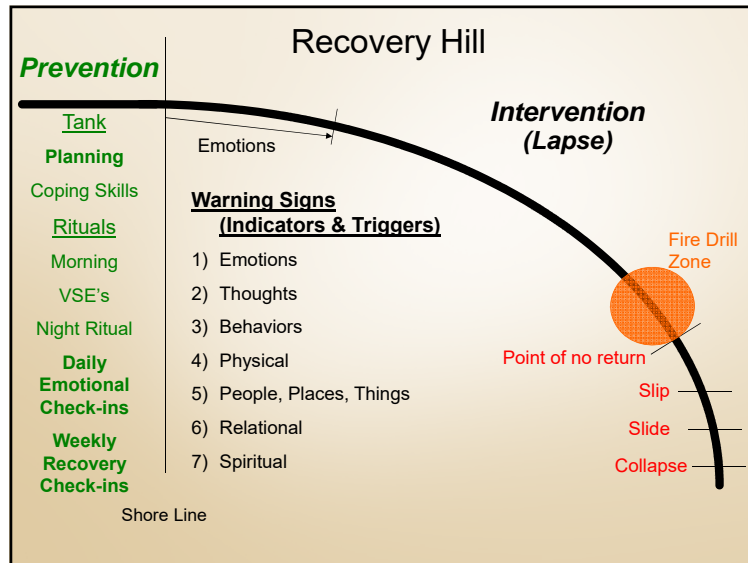 Recovery Hill
Prevention
Tank
Planning
Coping Skills
Rituals
Morning
VSE's
Night Ritual
Daily
Emotional
Check-ins
Weekly
Recovery
Check-ins
Shore Line
Emotions
Warning Signs
(Indicators & Triggers)
1) Emotions
2) Thoughts
3) Behaviors
4) Physical
5) People, Places, Things
6) Relational
7) Spiritual
Intervention
(Lapse)
Fire Drill
Zone
Point of no return
Slip
Slide
Collapse